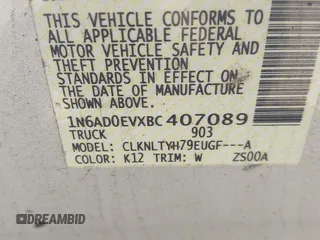 THIS VEHICLE CONFORMS TO
ALL APPLICABLE FEDERAL
MOTOR VEHICLE SAFETY AND
THEFT PREVENTION
STANDARDS IN EFFECT ON
THE DATE OF MANUFACTURE
SHOWN ABOVE.
1N6AD0EVXBC407089
TRUCK 903
MODEL: CLKNLTYH79EUGF---A
COLOR: K12 TRIM: W ZS00A
DREAMBID